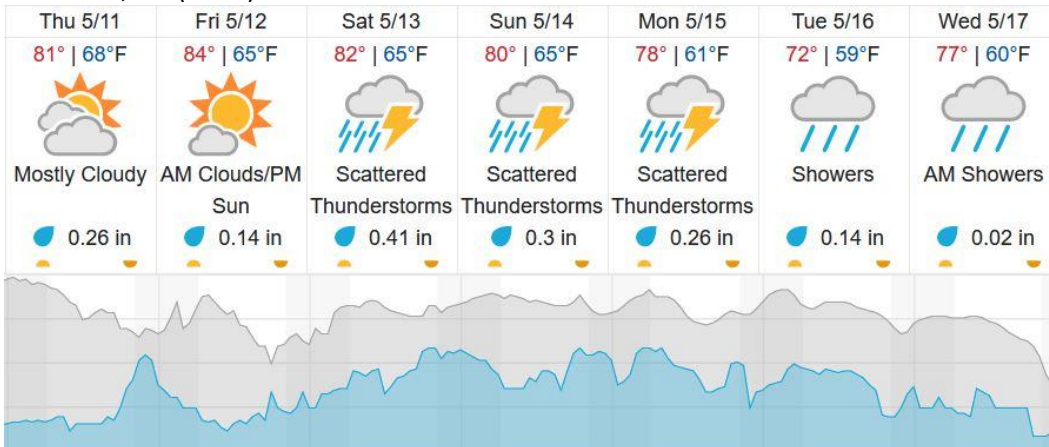 Thu 5/11 Fri 5/12 Sat 5/13 Sun 5/14 Mon 5/15 Tue 5/16 Wed 5/17
81° | 68°F 84° | 65°F 82° | 65°F 80° | 65°F 78° | 61°F 72° | 59°F 77° | 60°F
Mostly Cloudy AM Clouds/PM Scattered Scattered Scattered Showers AM Showers
Sun Thunderstorms Thunderstorms Thunderstorms
0.26 in 0.14 in 0.41 in 0.3 in 0.26 in 0.14 in 0.02 in